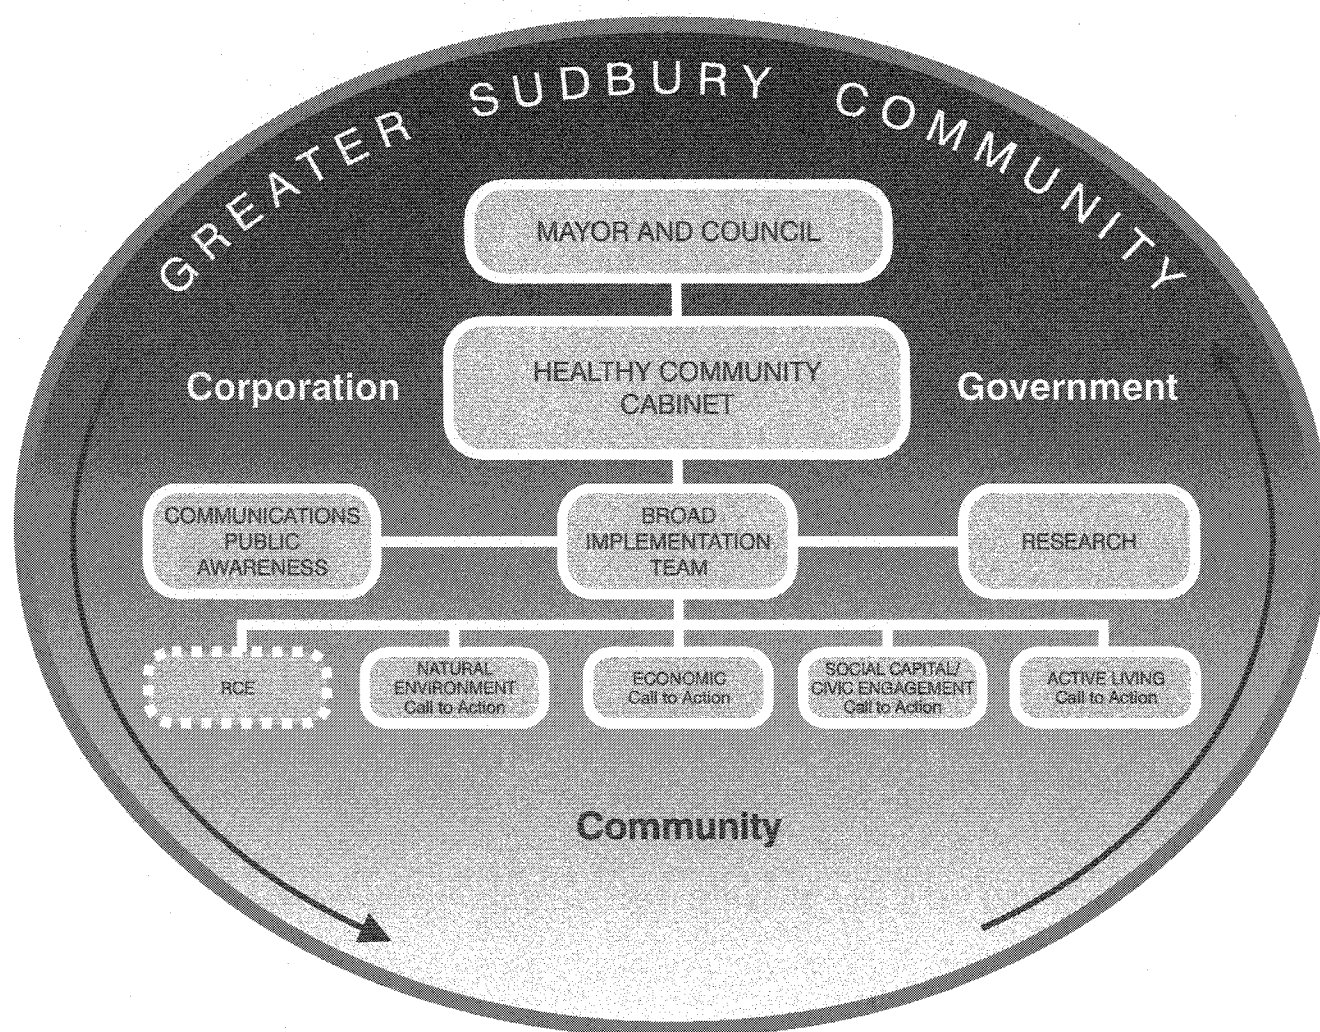 GREATER SUDBURY COMMUNITY
MAYOR AND COUNCIL
HEALTHY COMMUNITY
CABINET
Corporation
Government
COMMUNICATIONS
PUBLIC
AWARENESS
BROAD
IMPLEMENTATION
TEAM
RESEARCH
RCE
NATURAL
ENVIRONMENT
Call to Action
ECONOMIC
Call to Action
SOCIAL CAPITAL/
CIVIC ENGAGEMENT
Call to Action
ACTIVE LIVING
Call to Action
Community